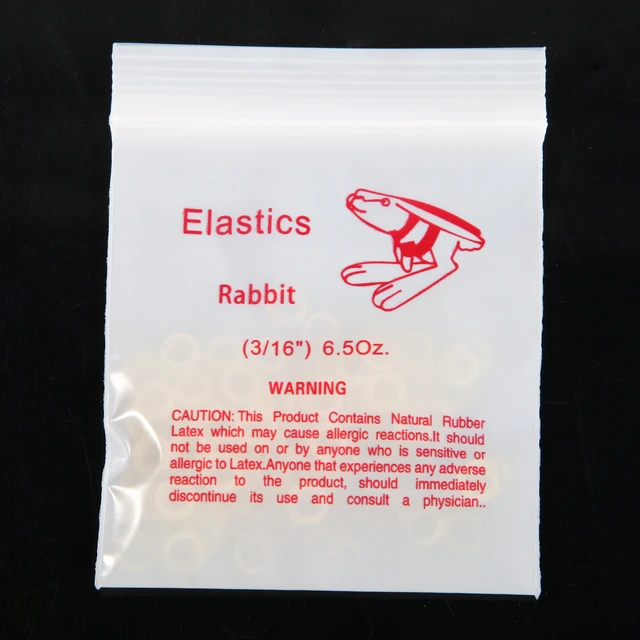 Elastics
Rabbit
(3/16") 6.5Oz.
WARNING
CAUTION: This Product Contains Natural Rubber
Latex which may cause allergic reactions.It should
not be used on or by anyone who is sensitive or
allergic to Latex.Anyone that experiences any adverse
reaction to the product, should immediately
discontinue its use and consult a physician..